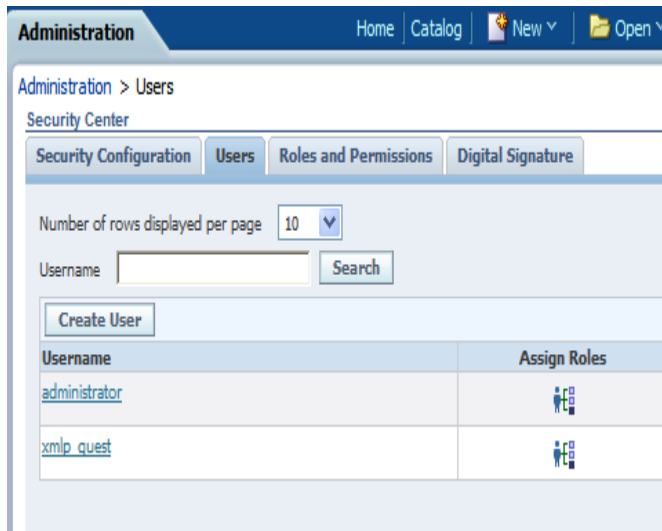 Administration Home Catalog New Open
Administration > Users
Security Center
Security Configuration Users Roles and Permissions Digital Signature
Number of rows displayed per page 10
Username Search
Create User
Username Assign Roles
administrator
xmlp_guest